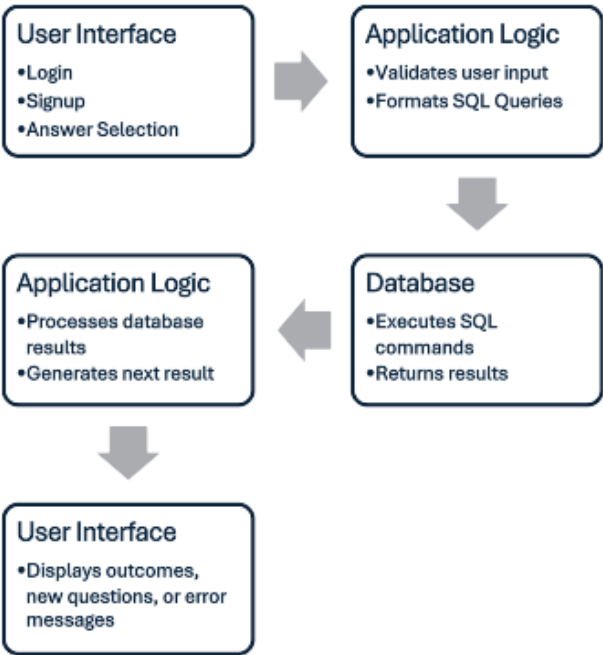 User Interface
•Login
•Signup
•Answer Selection
Application Logic
•Validates user input
•Formats SQL Queries
Database
•Executes SQL
commands
•Returns results
Application Logic
•Processes database
results
•Generates next result
User Interface
•Displays outcomes,
new questions, or error
messages